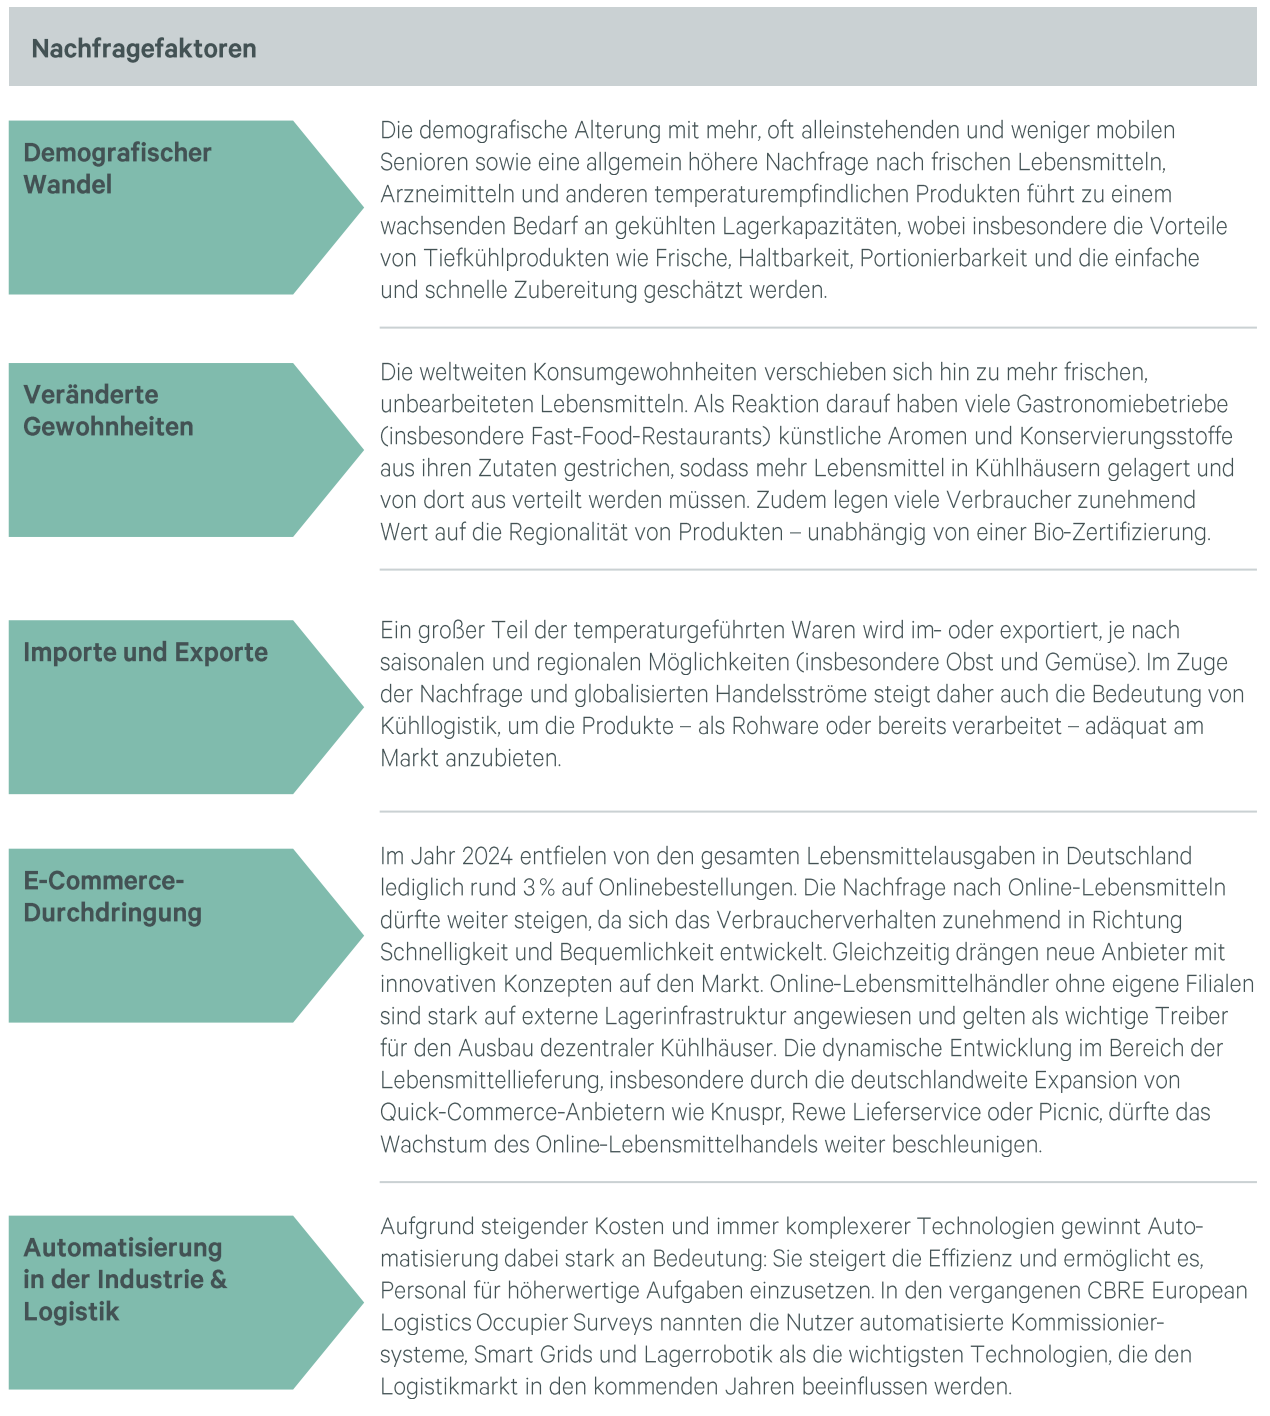 Nachfragefaktoren
Demografischer
Wandel
Die demografische Alterung mit mehr, oft alleinstehenden und weniger mobilen
Senioren sowie eine allgemein höhere Nachfrage nach frischen Lebensmitteln,
Arzneimitteln und anderen temperaturempfindlichen Produkten führt zu einem
wachsenden Bedarf an gekühlten Lagerkapazitäten, wobei insbesondere die Vorteile
von Tiefkühlprodukten wie Frische, Haltbarkeit, Portionierbarkeit und die einfache
und schnelle Zubereitung geschätzt werden.
Veränderte
Gewohnheiten
Die weltweiten Konsumgewohnheiten verschieben sich hin zu mehr frischen,
unbearbeiteten Lebensmitteln. Als Reaktion darauf haben viele Gastronomiebetriebe
(insbesondere Fast-Food-Restaurants) künstliche Aromen und Konservierungsstoffe
aus ihren Zutaten gestrichen, sodass mehr Lebensmittel in Kühlhäusern gelagert und
von dort aus verteilt werden müssen. Zudem legen viele Verbraucher zunehmend
Wert auf die Regionalität von Produkten – unabhängig von einer Bio-Zertifizierung.
Importe und Exporte
Ein großer Teil der temperaturgeführten Waren wird im- oder exportiert, je nach
saisonalen und regionalen Möglichkeiten (insbesondere Obst und Gemüse). Im Zuge
der Nachfrage und globalisierten Handelsströme steigt daher auch die Bedeutung von
Kühllogistik, um die Produkte – als Rohware oder bereits verarbeitet – adäquat am
Markt anzubieten.
E-Commerce-
Durchdringung
Im Jahr 2024 entfielen von den gesamten Lebensmittelausgaben in Deutschland
lediglich rund 3 % auf Onlinebestellungen. Die Nachfrage nach Online-Lebensmitteln
dürfte weiter steigen, da sich das Verbraucherverhalten zunehmend in Richtung
Schnelligkeit und Bequemlichkeit entwickelt. Gleichzeitig drängen neue Anbieter mit
innovativen Konzepten auf den Markt. Online-Lebensmittelhändler ohne eigene Filialen
sind stark auf externe Lagerinfrastruktur angewiesen und gelten als wichtige Treiber
für den Ausbau dezentraler Kühlhäuser. Die dynamische Entwicklung im Bereich der
Lebensmittellieferung, insbesondere durch die deutschlandweite Expansion von
Quick-Commerce-Anbietern wie Knuspr, Rewe Lieferservice oder Picnic, dürfte das
Wachstum des Online-Lebensmittelhandels weiter beschleunigen.
Automatisierung
in der Industrie &
Logistik
Aufgrund steigender Kosten und immer komplexerer Technologien gewinnt Auto-
matisierung dabei stark an Bedeutung: Sie steigert die Effizienz und ermöglicht es,
Personal für höherwertige Aufgaben einzusetzen. In den vergangenen CBRE European
Logistics Occupier Surveys nannten die Nutzer automatisierte Kommissionier-
systeme, Smart Grids und Lagerrobotik als die wichtigsten Technologien, die den
Logistikmarkt in den kommenden Jahren beeinflussen werden.